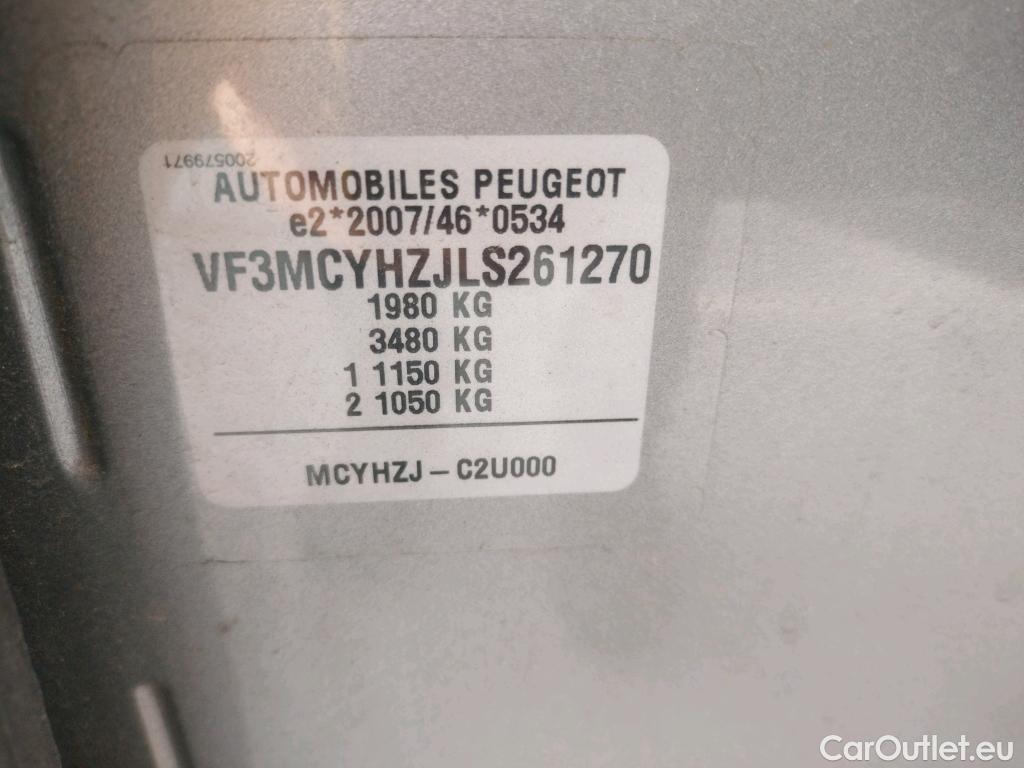 200579971
AUTOMOBILES PEUGEOT
e2*2007/46*0534
VF3MCYHZJLS261270
1980 KG
3480 KG
1 1150 KG
2 1050 KG
MCYHZJ – C2U000
CarOutlet.eu